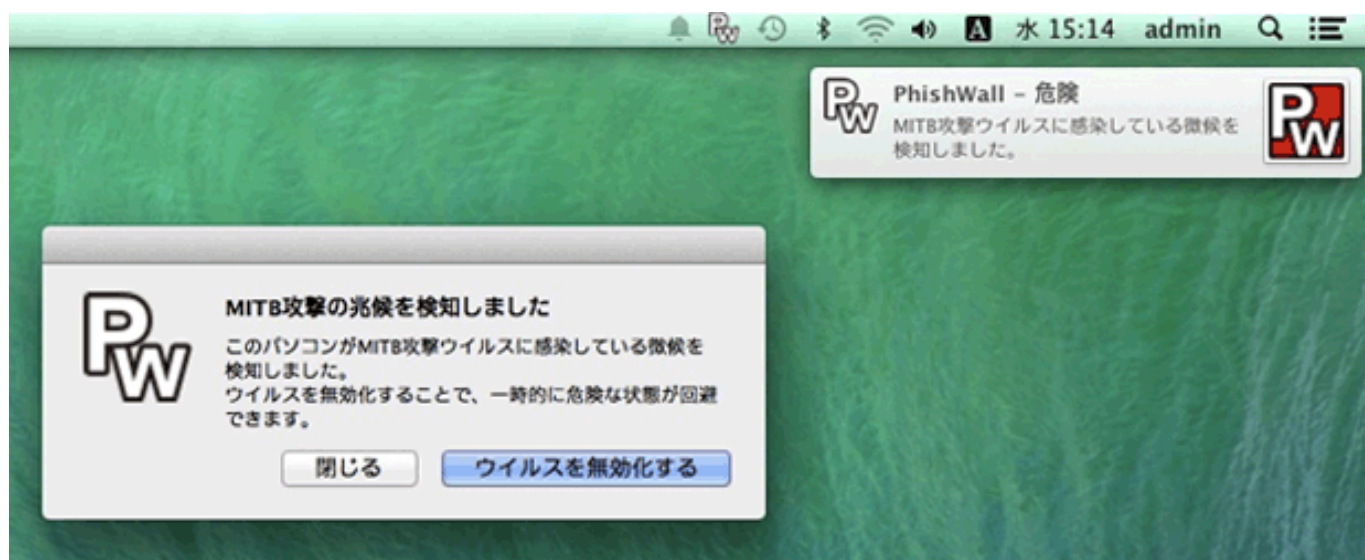 PW A 水 15:14 admin
PW PhishWall – 危険 PW
MITB攻撃ウイルスに感染している徴候を
検知しました。
PW
MITB攻撃の兆候を検知しました
このパソコンがMITB攻撃ウイルスに感染している徴候を
検知しました。
ウイルスを無効化することで、一時的に危険な状態が回避
できます。
閉じる ウイルスを無効化する